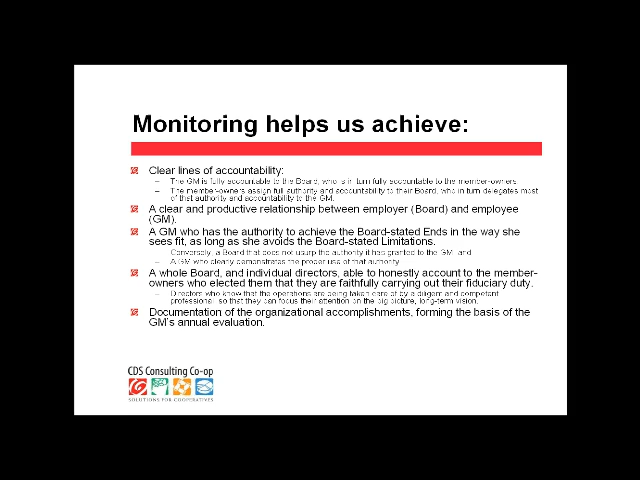 Monitoring helps us achieve:
Clear lines of accountability:
– The GM is fully accountable to the Board, who is in turn fully accountable to the member-owners
– The member-owners assign full authority and accountability to their Board, who in turn delegates most
of that authority and accountability to the GM.
A clear and productive relationship between employer (Board) and employee
(GM).
A GM who has the authority to achieve the Board-stated Ends in the way she
sees fit, as long as she avoids the Board-stated Limitations.
– Conversely, a Board that does not usurp the authority it has granted to the GM, and
– A GM who clearly demonstrates the proper use of that authority
A whole Board, and individual directors, able to honestly account to the member-
owners who elected them that they are faithfully carrying out their fiduciary duty.
– Directors who know that the operations are being taken care of by a diligent and competent
professional, so that they can focus their attention on the big picture, long-term vision.
Documentation of the organizational accomplishments, forming the basis of the
GM's annual evaluation.
CDS Consulting Co-op
SOLUTIONS FOR COOPERATIVES